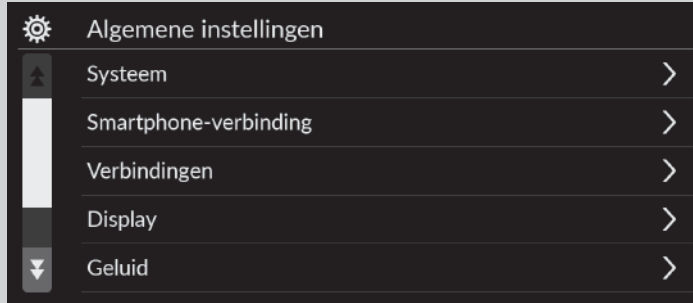 Algemene instellingen
Systeem
Smartphone-verbinding
Verbindingen
Display
Geluid